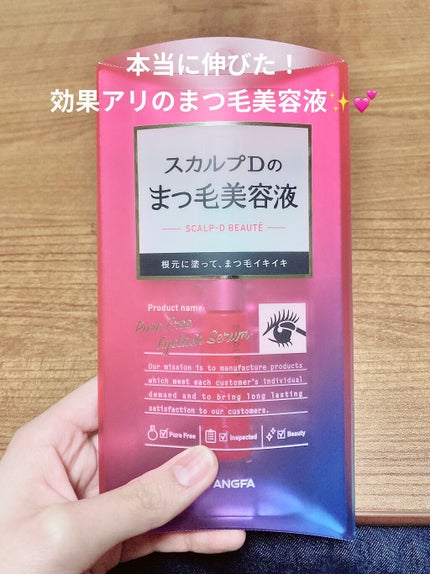 本当に伸びた！
効果アリのまつ毛美容液✨💕
スカルプDの
まつ毛美容液
SCALP-D BEAUTÉ
根元に塗って、まつ毛イキイキ
Product name:
Pure Free
Eyelash Serum
Our mission is to manufacture products
which meet each customer's individual
demand and to bring long lasting
satisfaction to our customers.
Pure Free
Inspected
Beauty
ANGFA